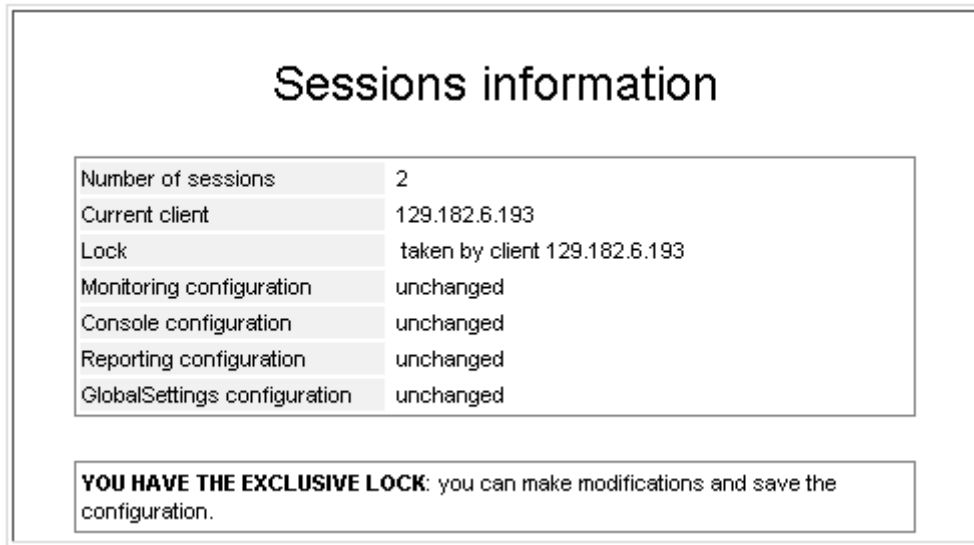 Sessions information
Number of sessions 2
Current client 129.182.6.193
Lock taken by client 129.182.6.193
Monitoring configuration unchanged
Console configuration unchanged
Reporting configuration unchanged
GlobalSettings configuration unchanged
YOU HAVE THE EXCLUSIVE LOCK: you can make modifications and save the
configuration.